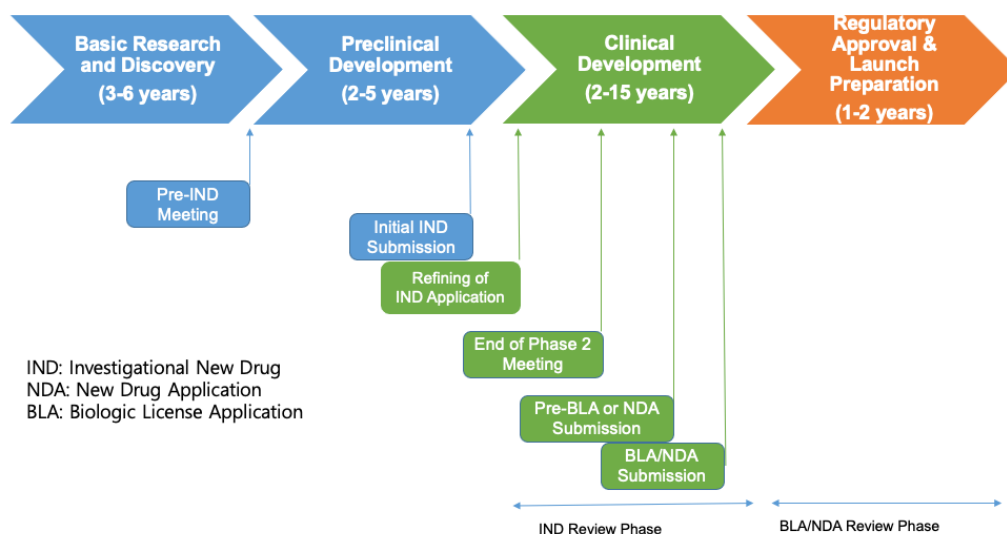 Basic Research
and Discovery
(3-6 years)
Preclinical
Development
(2-5 years)
Clinical
Development
(2-15 years)
Regulatory
Approval &
Launch
Preparation
(1-2 years)
Pre-IND
Meeting
Initial IND
Submission
Refining of
IND Application
End of Phase 2
Meeting
Pre-BLA or NDA
Submission
BLA/NDA
Submission
IND: Investigational New Drug
NDA: New Drug Application
BLA: Biologic License Application
IND Review Phase
BLA/NDA Review Phase